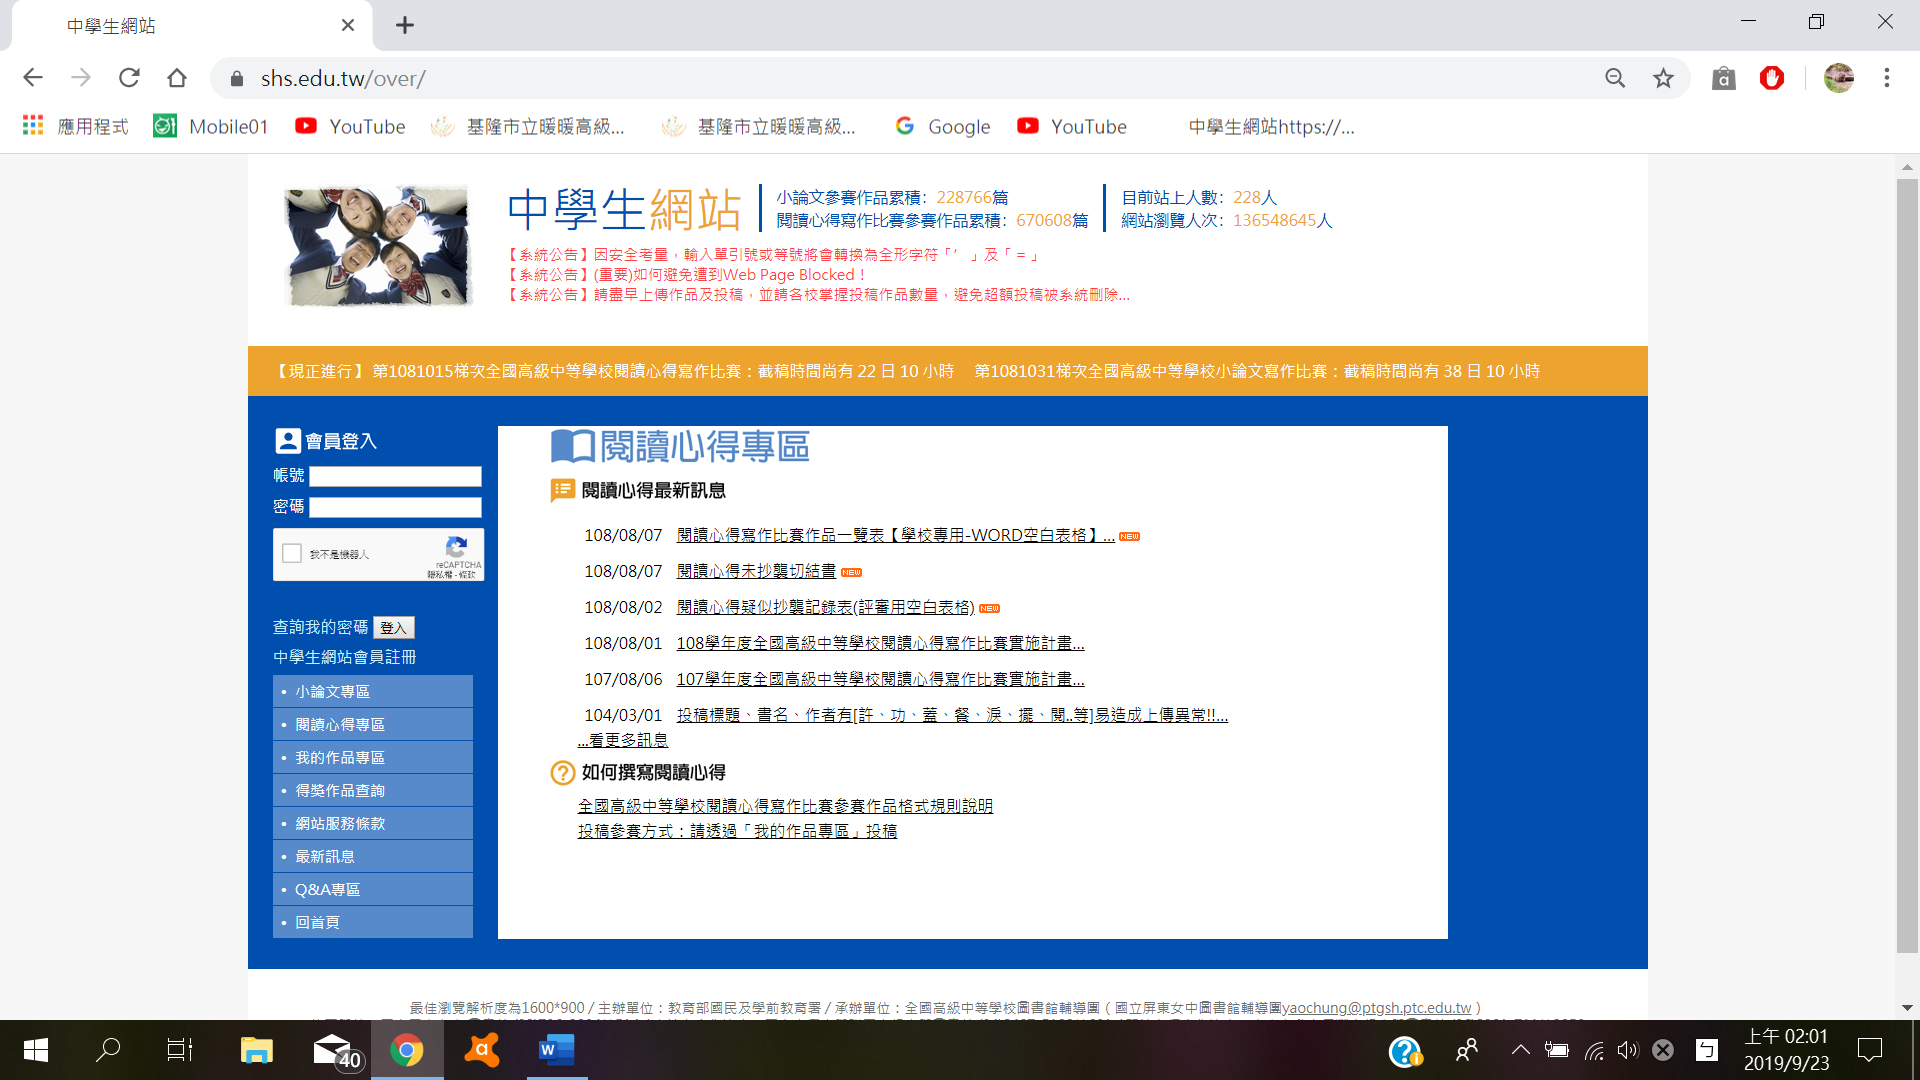 中學生網站
shs.edu.tw/over/
應用程式 Mobile01 YouTube 基隆市立暖暖高級... 基隆市立暖暖高級... Google YouTube 中學生網站https://...
中學生網站
小論文參賽作品累積：228766篇
閱讀心得寫作比賽參賽作品累積：670608篇
目前站上人數：228人
網站瀏覽人次：136548645人
【系統公告】因安全考量，輸入單引號或等號將會轉換為全形字符「′」及「=」
【系統公告】(重要)如何避免遭到Web Page Blocked！
【系統公告】請盡早上傳作品及投稿，並請各校掌握投稿作品數量，避免超額投稿被系統刪除...
【現正進行】 第1081015梯次全國高級中等學校閱讀心得寫作比賽：截稿時間尚有 22 日 10 小時 第1081031梯次全國高級中等學校小論文寫作比賽：截稿時間尚有 38 日 10 小時
會員登入
帳號
密碼
我不是機器人
reCAPTCHA
隱私權 - 條款
查詢我的密碼 登入
中學生網站會員註冊
• 小論文專區
• 閱讀心得專區
• 我的作品專區
• 得獎作品查詢
• 網站服務條款
• 最新訊息
• Q&A專區
• 回首頁
閱讀心得專區
閱讀心得最新訊息
108/08/07 閱讀心得寫作比賽作品一覽表【學校專用-WORD空白表格】... NEW
108/08/07 閱讀心得未抄襲切結書 NEW
108/08/02 閱讀心得疑似抄襲記錄表(評審用空白表格) NEW
108/08/01 108學年度全國高級中等學校閱讀心得寫作比賽實施計畫...
107/08/06 107學年度全國高級中等學校閱讀心得寫作比賽實施計畫...
104/03/01 投稿標題、書名、作者有[許、功、蓋、餐、淚、擺、閱..等]易造成上傳異常!!...
...看更多訊息
如何撰寫閱讀心得
全國高級中等學校閱讀心得寫作比賽參賽作品格式規則說明
投稿參賽方式：請透過「我的作品專區」投稿
最佳瀏覽解析度為1600*900 / 主辦單位：教育部國民及學前教育署 / 承辦單位：全國高級中等學校圖書館輔導團（國立屏東女中圖書館輔導團yaochung@ptgsh.ptc.edu.tw）
40
上午 02:01
2019/9/23